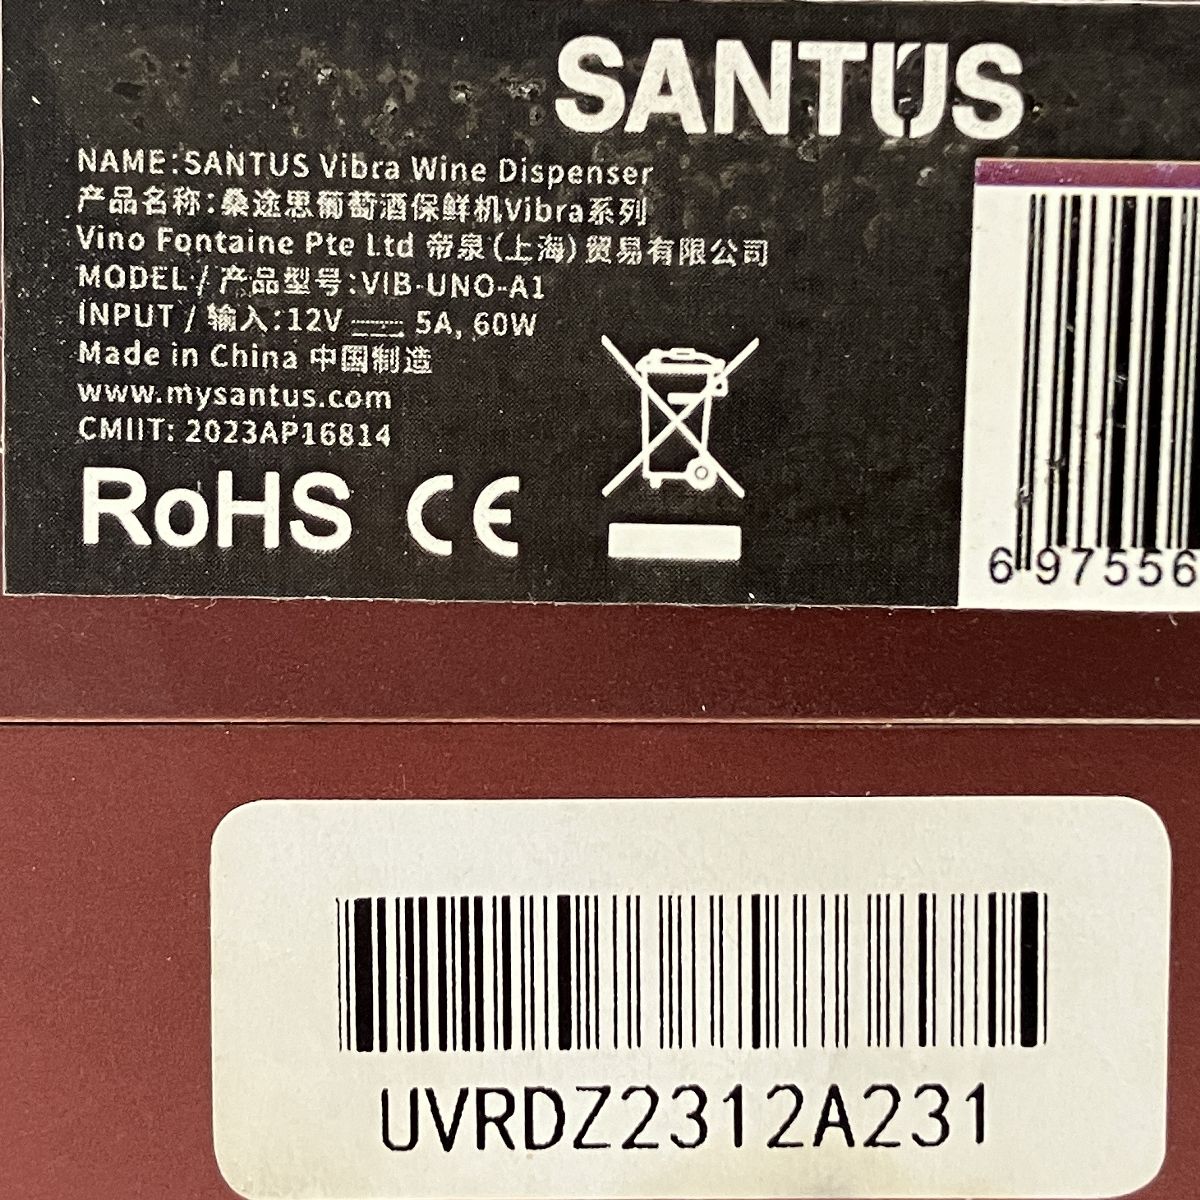 SANTUS
NAME:SANTUS Vibra Wine Dispenser
产品名称:桑途思葡萄酒保鲜机Vibra系列
Vino Fontaine Pte Ltd 帝泉(上海)贸易有限公司
MODEL / 产品型号:VIB-UNO-A1
INPUT / 输入:12V ⎓ 5A, 60W
Made in China 中国制造
www.mysantus.com
CMIIT: 2023AP16814
RoHS CE
6 97556
UVRDZ2312A231